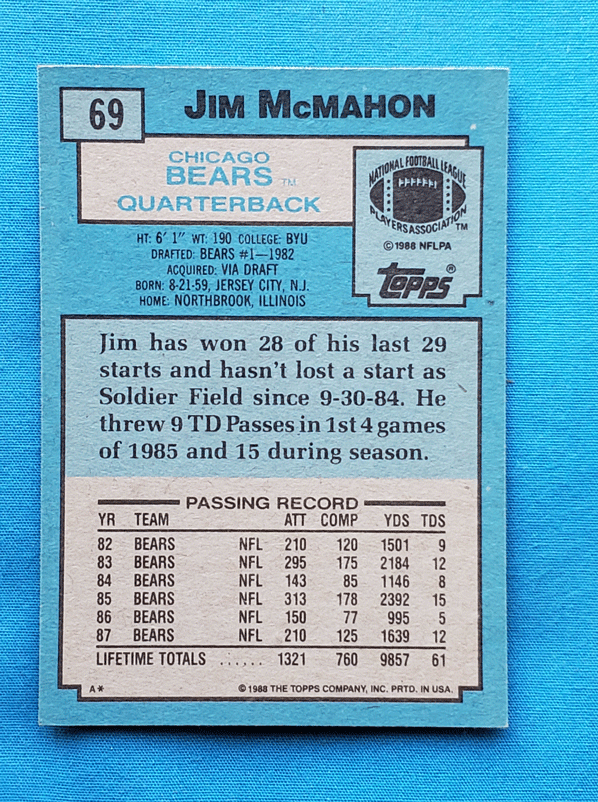 69
JIM MCMAHON
CHICAGO
BEARS TM
QUARTERBACK
NATIONAL FOOTBALL LEAGUE
PLAYERS ASSOCIATION TM
© 1988 NFLPA
Topps®
HT: 6' 1" WT: 190 COLLEGE: BYU
DRAFTED: BEARS #1—1982
ACQUIRED: VIA DRAFT
BORN: 8-21-59, JERSEY CITY, N.J.
HOME: NORTHBROOK, ILLINOIS
Jim has won 28 of his last 29
starts and hasn't lost a start as
Soldier Field since 9-30-84. He
threw 9 TD Passes in 1st 4 games
of 1985 and 15 during season.
PASSING RECORD
YR TEAM ATT COMP YDS TDS
82 BEARS NFL 210 120 1501 9
83 BEARS NFL 295 175 2184 12
84 BEARS NFL 143 85 1146 8
85 BEARS NFL 313 178 2392 15
86 BEARS NFL 150 77 995 5
87 BEARS NFL 210 125 1639 12
LIFETIME TOTALS ...... 1321 760 9857 61
A* © 1988 THE TOPPS COMPANY, INC. PRTD. IN USA.